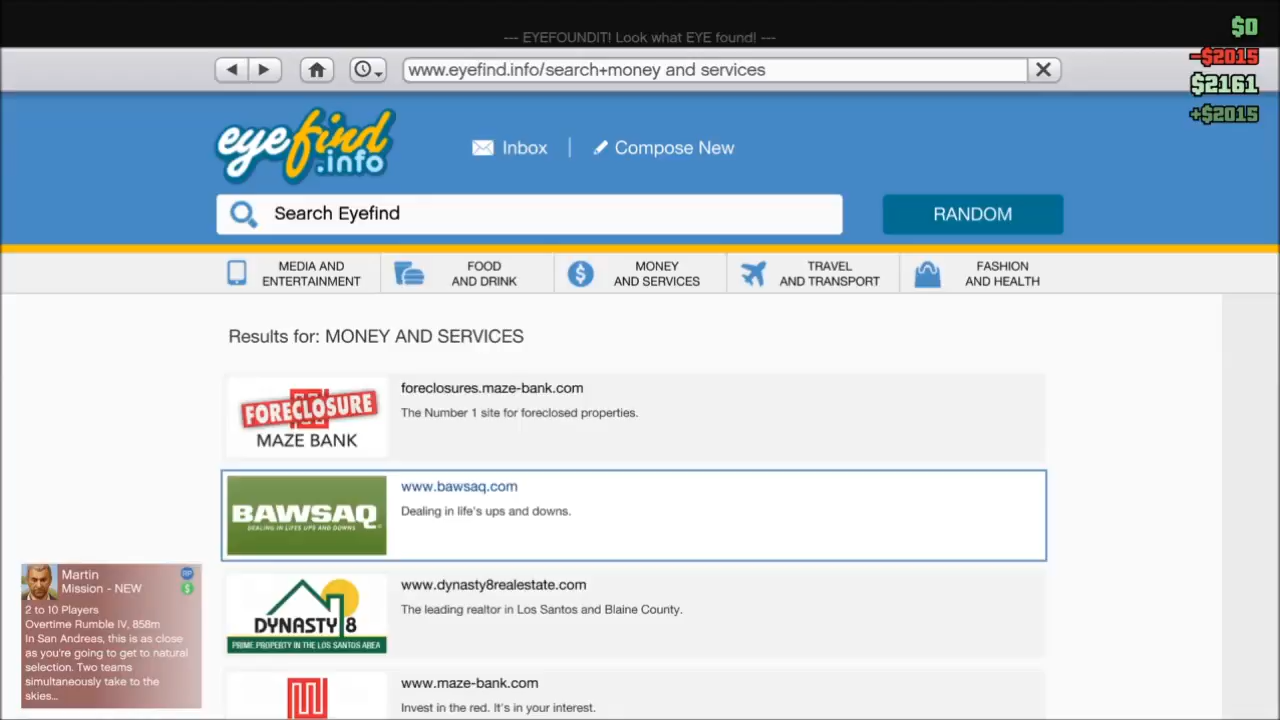 --- EYEFOUNDIT! Look what EYE found! ---
$0
-$2015
$2161
+$2015
www.eyefind.info/search+money and services
eyefind
.info
Inbox
Compose New
Search Eyefind
RANDOM
MEDIA AND
ENTERTAINMENT
FOOD
AND DRINK
MONEY
AND SERVICES
TRAVEL
AND TRANSPORT
FASHION
AND HEALTH
Results for: MONEY AND SERVICES
FORECLOSURE
MAZE BANK
foreclosures.maze-bank.com
The Number 1 site for foreclosed properties.
BAWSAQ
DEALING IN LIFE'S UPS AND DOWNS
www.bawsaq.com
Dealing in life's ups and downs.
DYNASTY 8
PRIME PROPERTY IN THE LOS SANTOS AREA
www.dynasty8realestate.com
The leading realtor in Los Santos and Blaine County.
www.maze-bank.com
Invest in the red. It's in your interest.
Martin
RP
Mission - NEW
$
2 to 10 Players
Overtime Rumble IV, 858m
In San Andreas, this is as close
as you're going to get to natural
selection. Two teams
simultaneously take to the
skies...